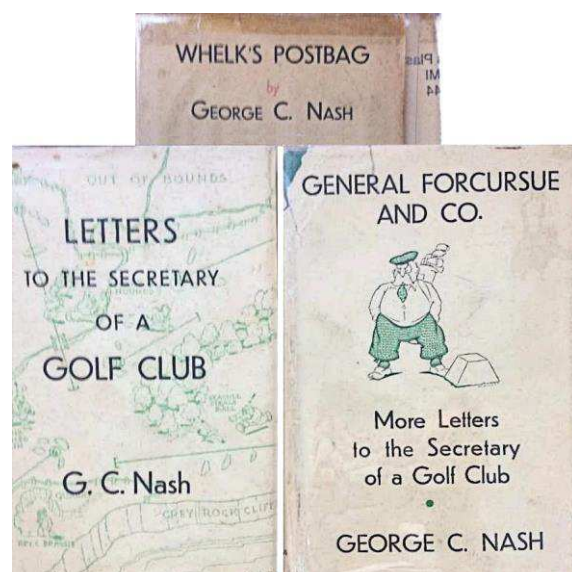 WHELK'S POSTBAG
by
GEORGE C. NASH
OUT OF BOUNDS
LETTERS
TO THE SECRETARY
OF A
GOLF CLUB
G. C. Nash
GREY ROCK CLIFF
GENERAL FORCURSUE
AND CO.
More Letters
to the Secretary
of a Golf Club
GEORGE C. NASH